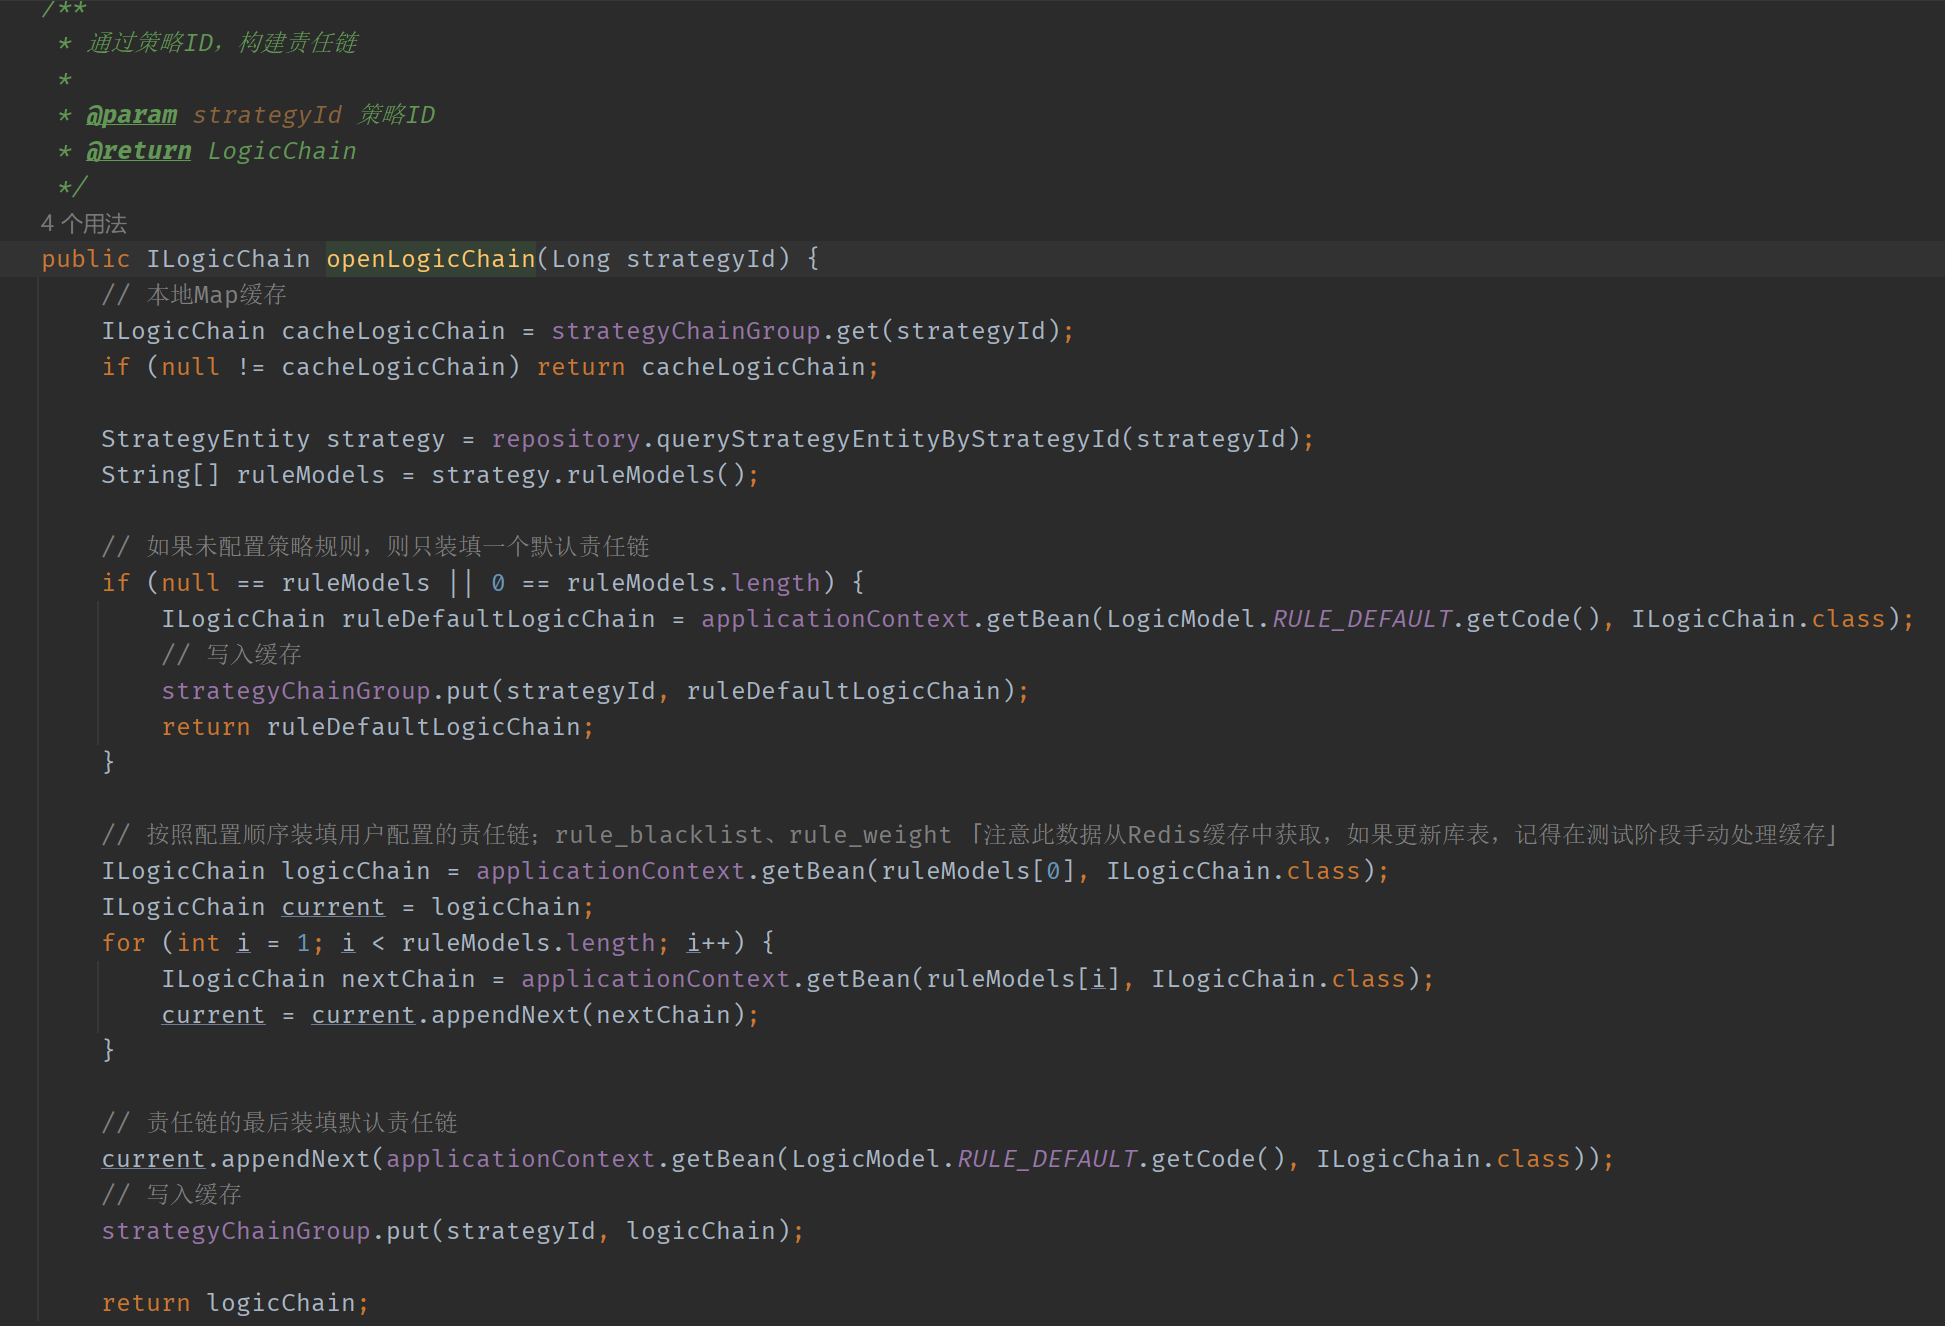 /**
 * 通过策略ID，构建责任链
 *
 * @param strategyId 策略ID
 * @return LogicChain
 */
4 个用法
public ILogicChain openLogicChain(Long strategyId) {
    // 本地Map缓存
    ILogicChain cacheLogicChain = strategyChainGroup.get(strategyId);
    if (null != cacheLogicChain) return cacheLogicChain;

    StrategyEntity strategy = repository.queryStrategyEntityByStrategyId(strategyId);
    String[] ruleModels = strategy.ruleModels();

    // 如果未配置策略规则，则只装填一个默认责任链
    if (null == ruleModels || 0 == ruleModels.length) {
        ILogicChain ruleDefaultLogicChain = applicationContext.getBean(LogicModel.RULE_DEFAULT.getCode(), ILogicChain.class);
        // 写入缓存
        strategyChainGroup.put(strategyId, ruleDefaultLogicChain);
        return ruleDefaultLogicChain;
    }

    // 按照配置顺序装填用户配置的责任链；rule_blacklist、rule_weight 「注意此数据从Redis缓存中获取，如果更新库表，记得在测试阶段手动处理缓存」
    ILogicChain logicChain = applicationContext.getBean(ruleModels[0], ILogicChain.class);
    ILogicChain current = logicChain;
    for (int i = 1; i < ruleModels.length; i++) {
        ILogicChain nextChain = applicationContext.getBean(ruleModels[i], ILogicChain.class);
        current = current.appendNext(nextChain);
    }

    // 责任链的最后装填默认责任链
    current.appendNext(applicationContext.getBean(LogicModel.RULE_DEFAULT.getCode(), ILogicChain.class));
    // 写入缓存
    strategyChainGroup.put(strategyId, logicChain);

    return logicChain;